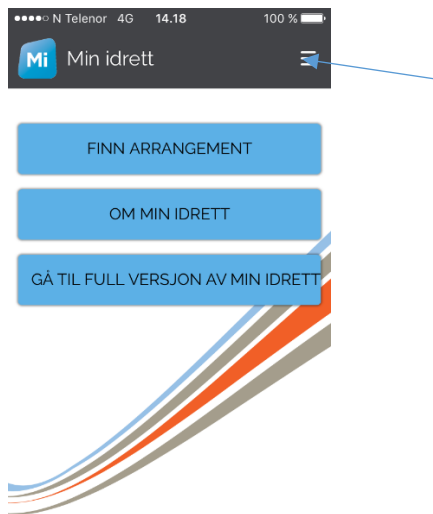 N Telenor 4G 14.18 100 %
Mi Min idrett
FINN ARRANGEMENT
OM MIN IDRETT
GÅ TIL FULL VERSJON AV MIN IDRETT